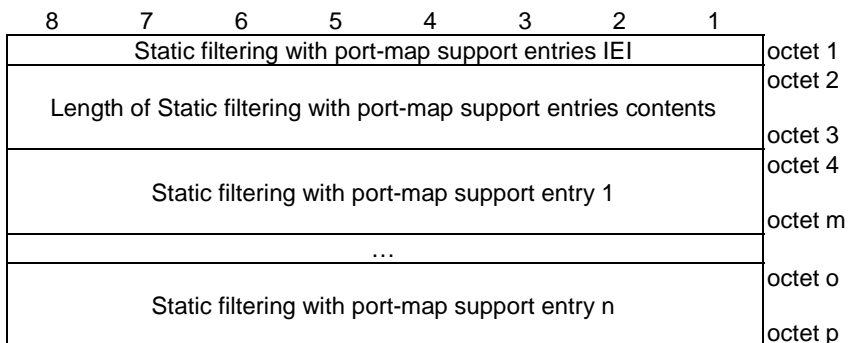 8 7 6 5 4 3 2 1
Static filtering with port-map support entries IEI octet 1
octet 2
Length of Static filtering with port-map support entries contents
octet 3
octet 4
Static filtering with port-map support entry 1
octet m
…
octet o
Static filtering with port-map support entry n
octet p